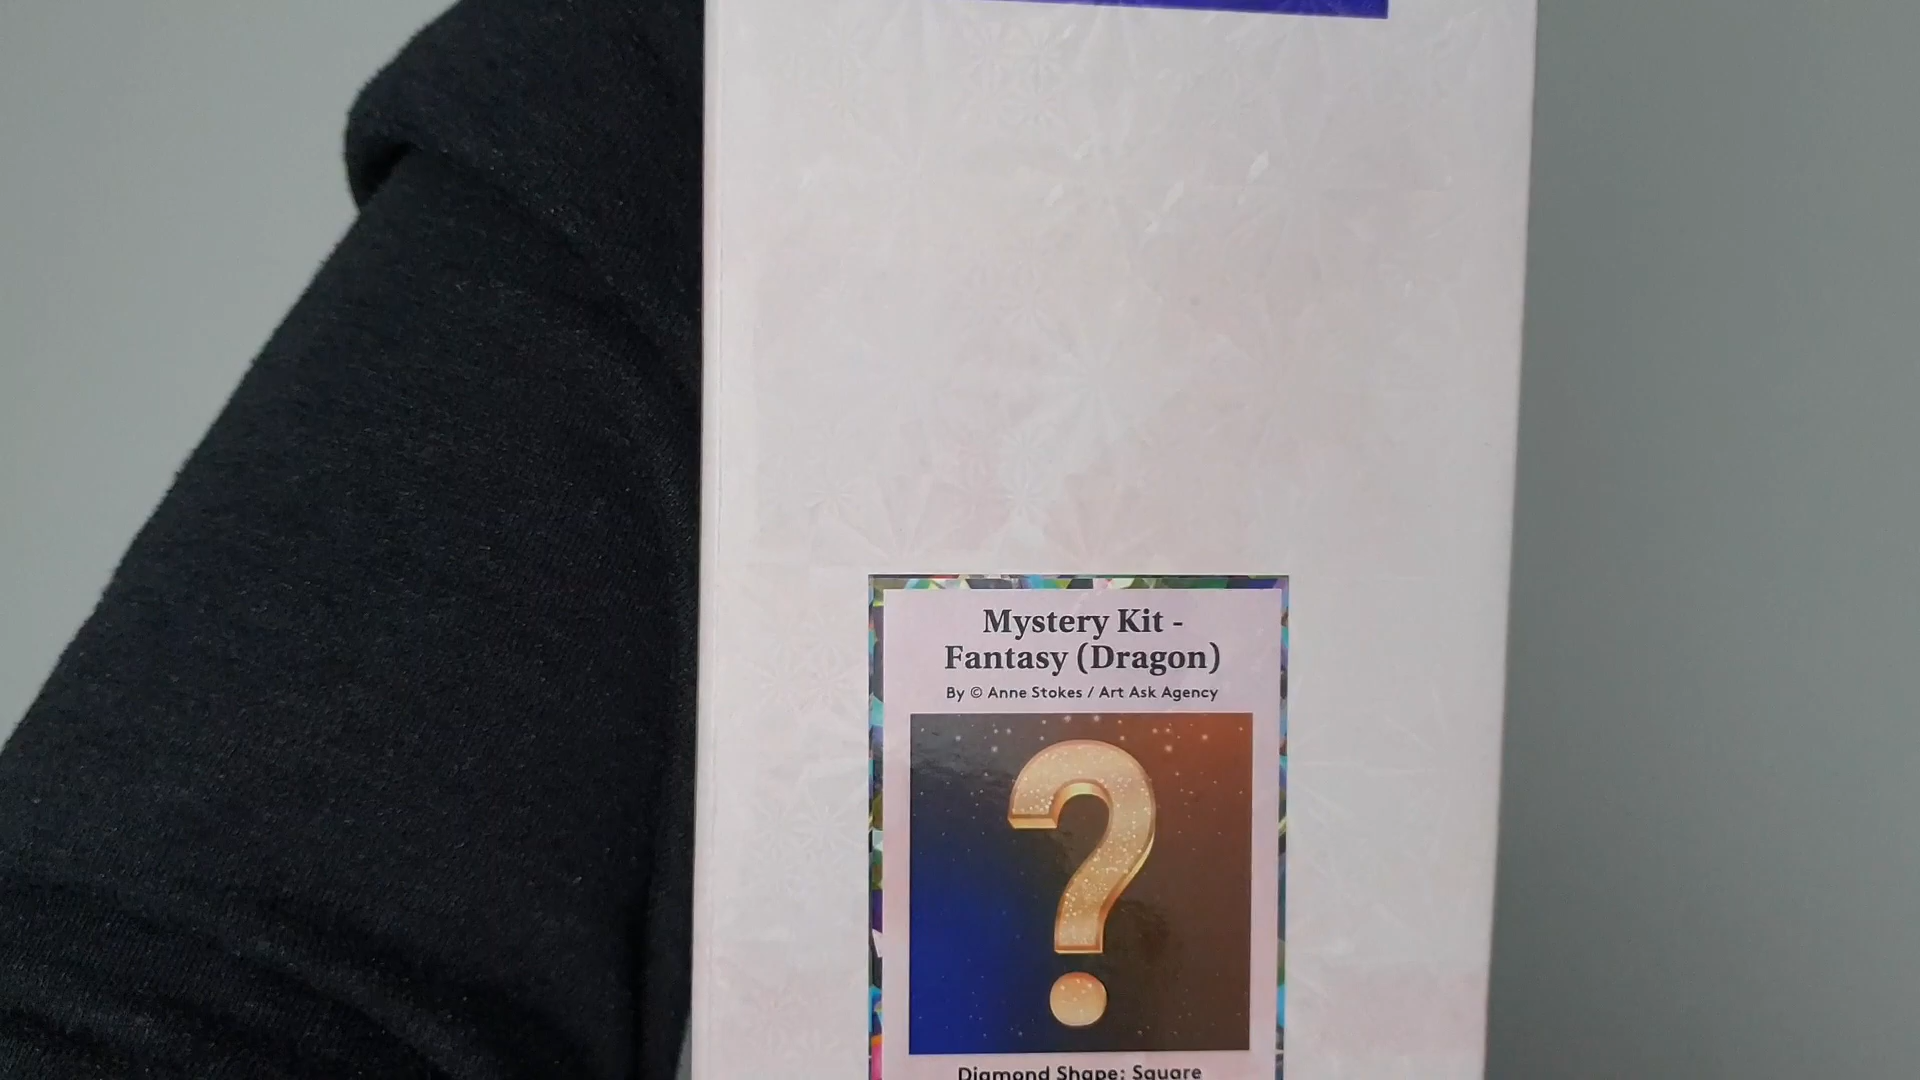 Mystery Kit -
Fantasy (Dragon)
By © Anne Stokes / Art Ask Agency
?
Diamond Shape: Square